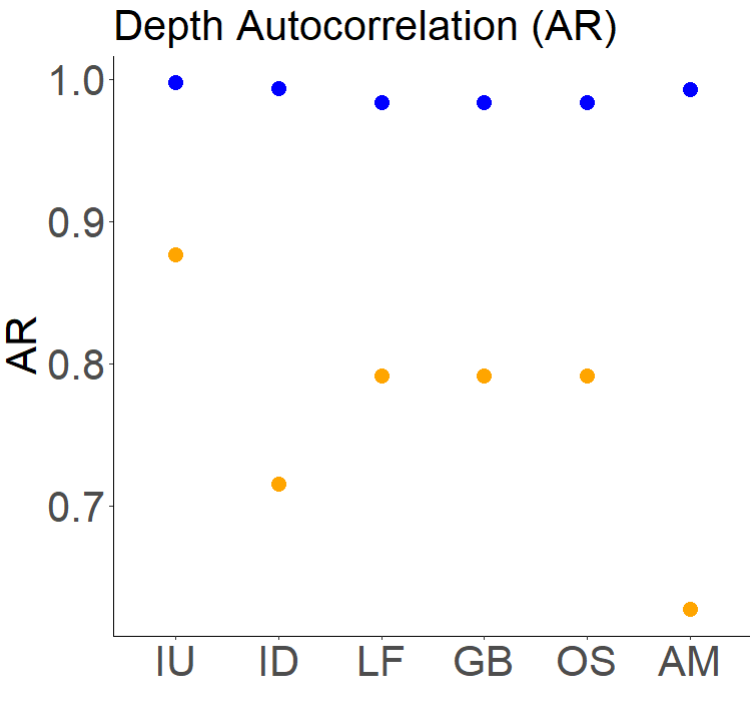 Depth Autocorrelation (AR)
1.0
0.9
0.8
0.7
AR
IU ID LF GB OS AM